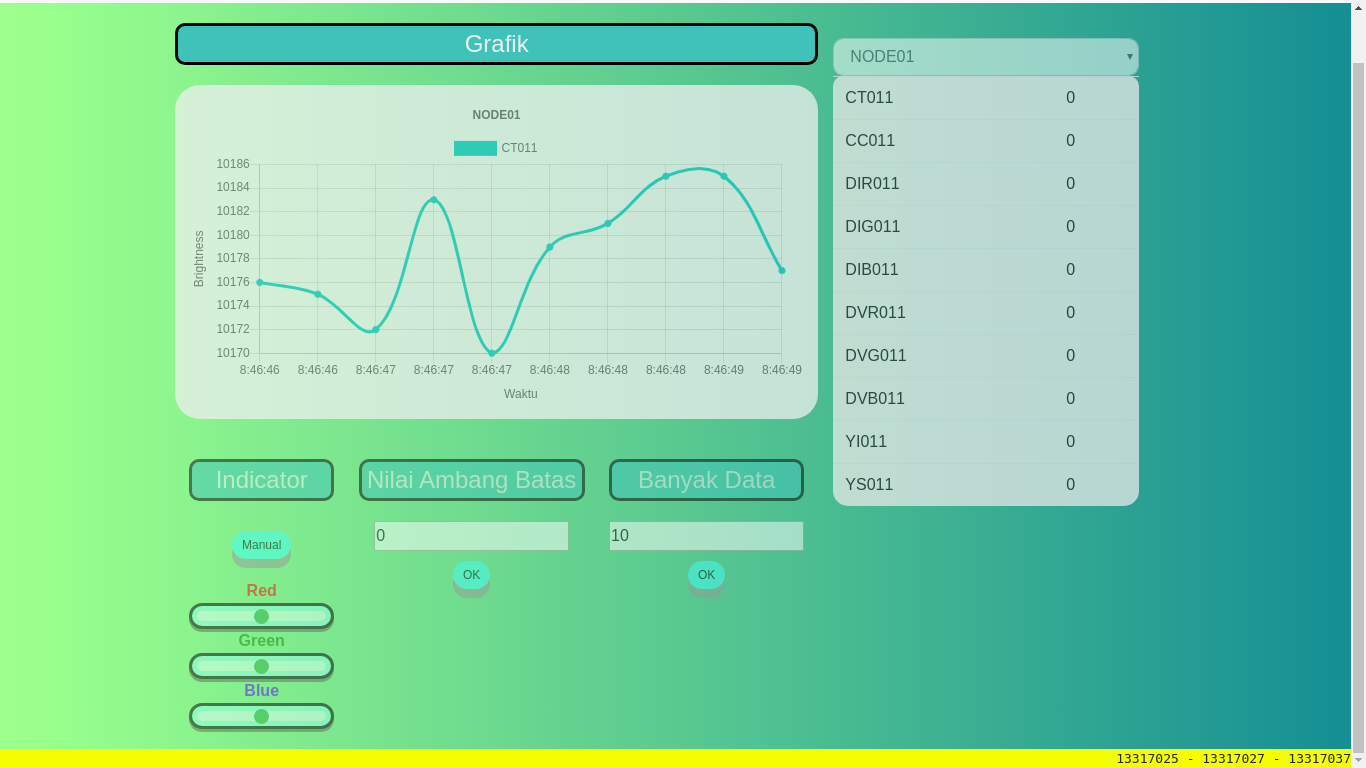 Grafik
NODE01
CT011
10186
10184
10182
10180
10178
10176
10174
10172
10170
Brightness
8:46:46 8:46:46 8:46:47 8:46:47 8:46:47 8:46:48 8:46:48 8:46:48 8:46:49 8:46:49
Waktu
NODE01
CT011 0
CC011 0
DIR011 0
DIG011 0
DIB011 0
DVR011 0
DVG011 0
DVB011 0
YI011 0
YS011 0
Indicator
Manual
Red
Green
Blue
Nilai Ambang Batas
0
OK
Banyak Data
10
OK
13317025 - 13317027 - 13317037